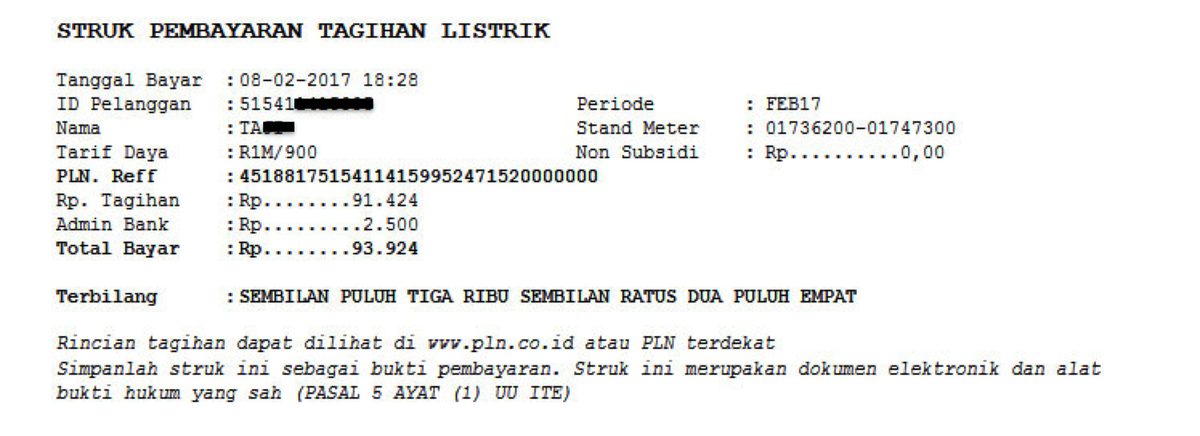 STRUK PEMBAYARAN TAGIHAN LISTRIK
Tanggal Bayar :08-02-2017 18:28
ID Pelanggan :51541 Periode : FEB17
Nama :TA Stand Meter : 01736200-01747300
Tarif Daya :R1M/900 Non Subsidi : Rp..........0,00
PLN. Reff :45188175154114159952471520000000
Rp. Tagihan :Rp........91.424
Admin Bank :Rp.........2.500
Total Bayar :Rp........93.924
Terbilang :SEMBILAN PULUH TIGA RIBU SEMBILAN RATUS DUA PULUH EMPAT
Rincian tagihan dapat dilihat di www.pln.co.id atau PLN terdekat
Simpanlah struk ini sebagai bukti pembayaran. Struk ini merupakan dokumen elektronik dan alat
bukti hukum yang sah (PASAL 5 AYAT (1) UU ITE)